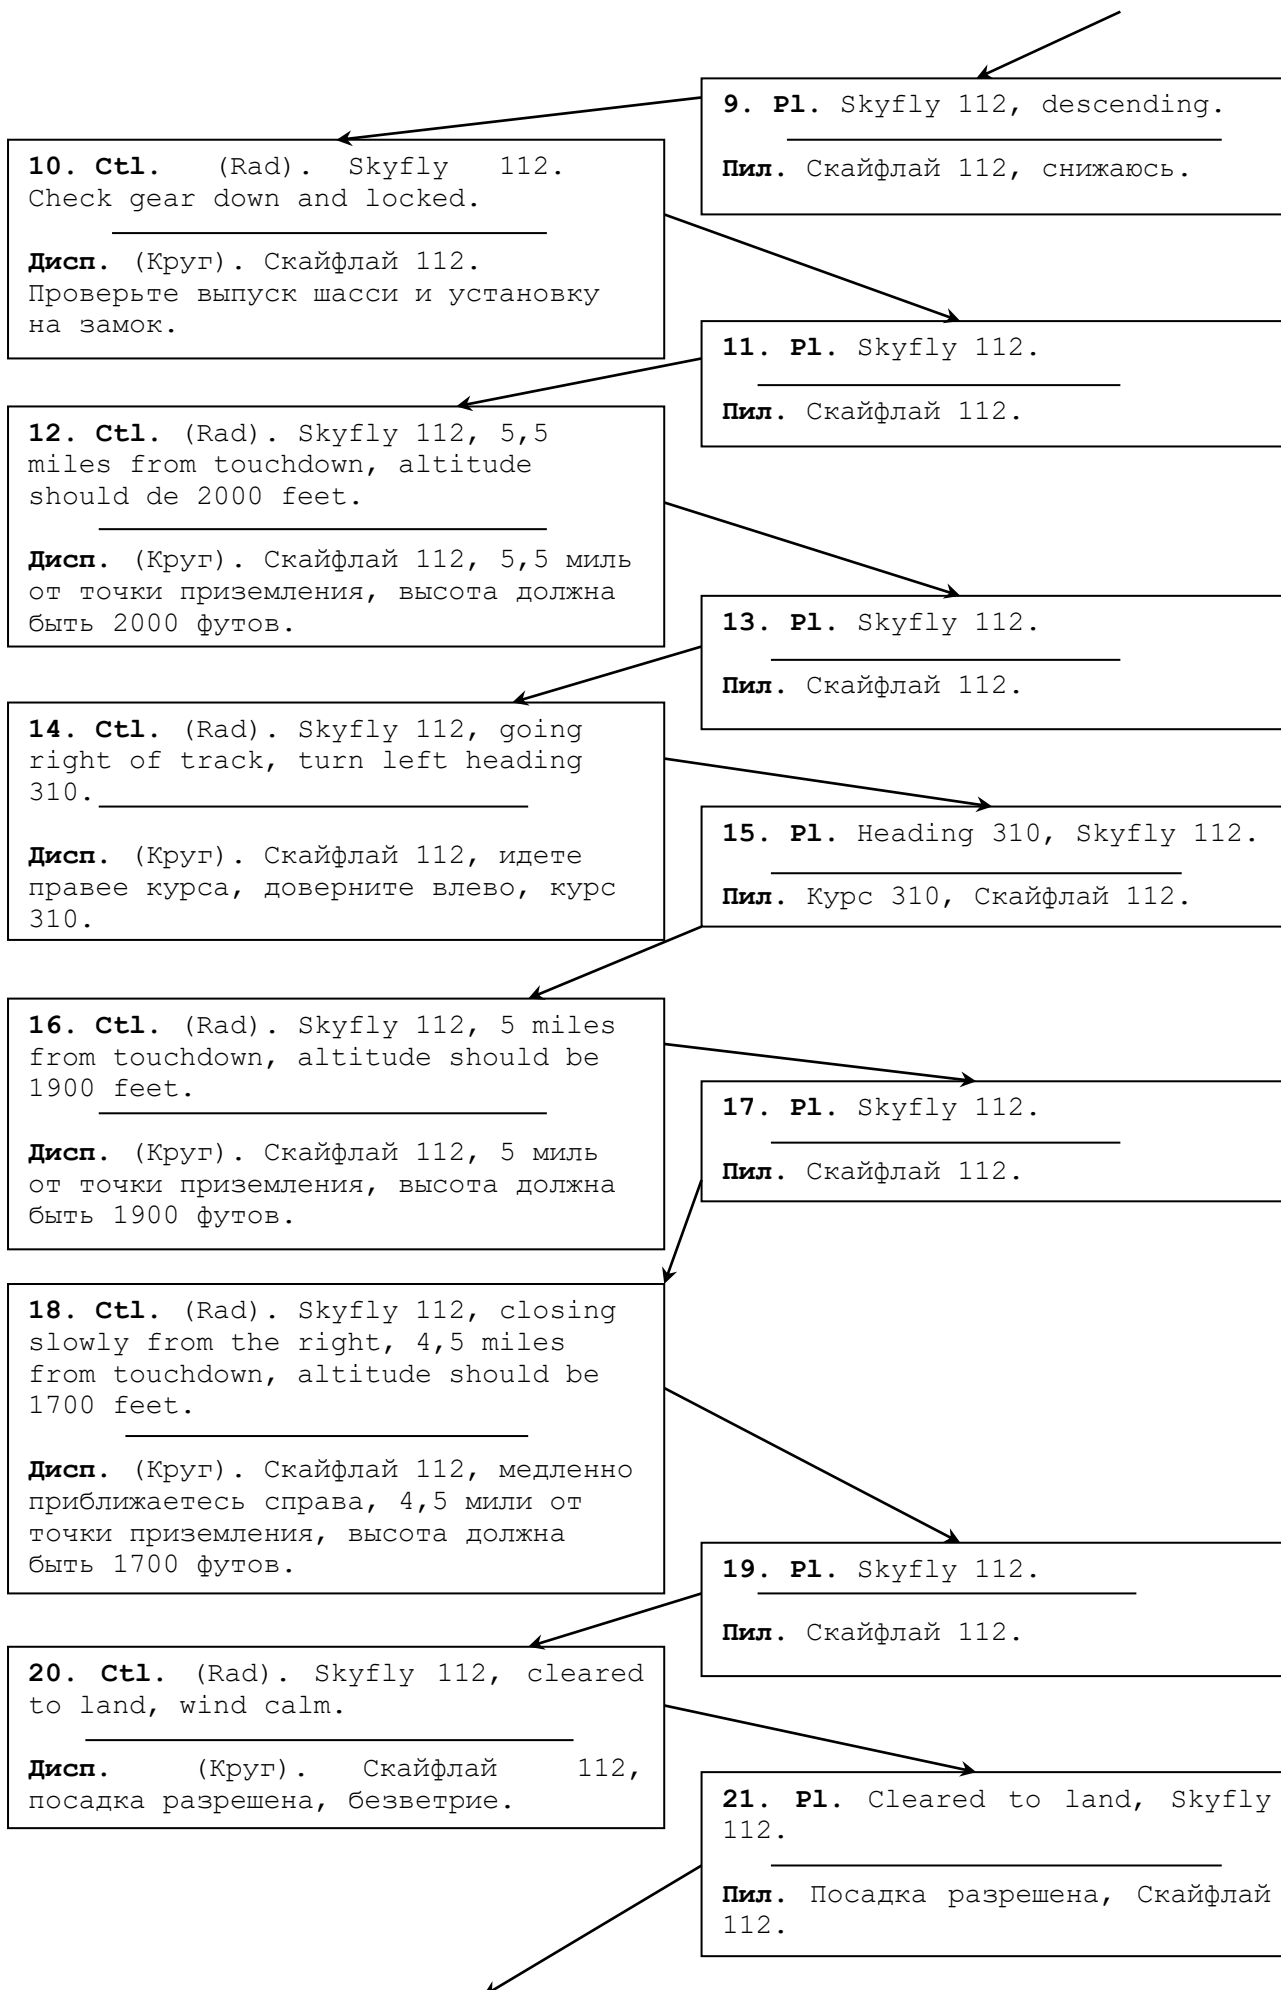 9. Pl. Skyfly 112, descending.
Пил. Скайфлай 112, снижаюсь.
10. Ctl. (Rad). Skyfly 112.
Check gear down and locked.
Дисп. (Круг). Скайфлай 112.
Проверьте выпуск шасси и установку
на замок.
11. Pl. Skyfly 112.
Пил. Скайфлай 112.
12. Ctl. (Rad). Skyfly 112, 5,5
miles from touchdown, altitude
should de 2000 feet.
Дисп. (Круг). Скайфлай 112, 5,5 миль
от точки приземления, высота должна
быть 2000 футов.
13. Pl. Skyfly 112.
Пил. Скайфлай 112.
14. Ctl. (Rad). Skyfly 112, going
right of track, turn left heading
310.
Дисп. (Круг). Скайфлай 112, идете
правее курса, доверните влево, курс
310.
15. Pl. Heading 310, Skyfly 112.
Пил. Курс 310, Скайфлай 112.
16. Ctl. (Rad). Skyfly 112, 5 miles
from touchdown, altitude should be
1900 feet.
Дисп. (Круг). Скайфлай 112, 5 миль
от точки приземления, высота должна
быть 1900 футов.
17. Pl. Skyfly 112.
Пил. Скайфлай 112.
18. Ctl. (Rad). Skyfly 112, closing
slowly from the right, 4,5 miles
from touchdown, altitude should be
1700 feet.
Дисп. (Круг). Скайфлай 112, медленно
приближаетесь справа, 4,5 мили от
точки приземления, высота должна
быть 1700 футов.
19. Pl. Skyfly 112.
Пил. Скайфлай 112.
20. Ctl. (Rad). Skyfly 112, cleared
to land, wind calm.
Дисп. (Круг). Скайфлай 112,
посадка разрешена, безветрие.
21. Pl. Cleared to land, Skyfly
112.
Пил. Посадка разрешена, Скайфлай
112.